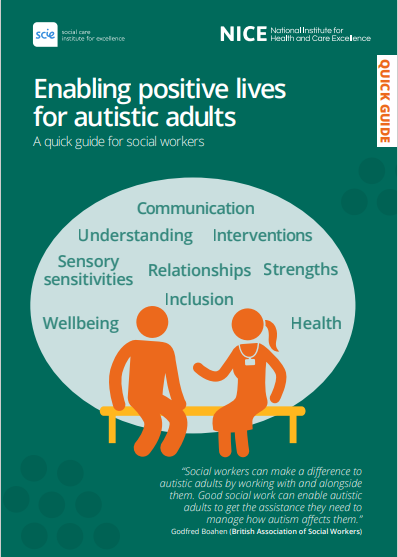 scie
social care
institute for excellence
NICE National Institute for
Health and Care Excellence
QUICK GUIDE
Enabling positive lives
for autistic adults
A quick guide for social workers
Communication
Understanding Interventions
Sensory
sensitivities
Relationships Strengths
Inclusion
Wellbeing Health
“Social workers can make a difference to
autistic adults by working with and alongside
them. Good social work can enable autistic
adults to get the assistance they need to
manage how autism affects them.”
Godfred Boahen (British Association of Social Workers)